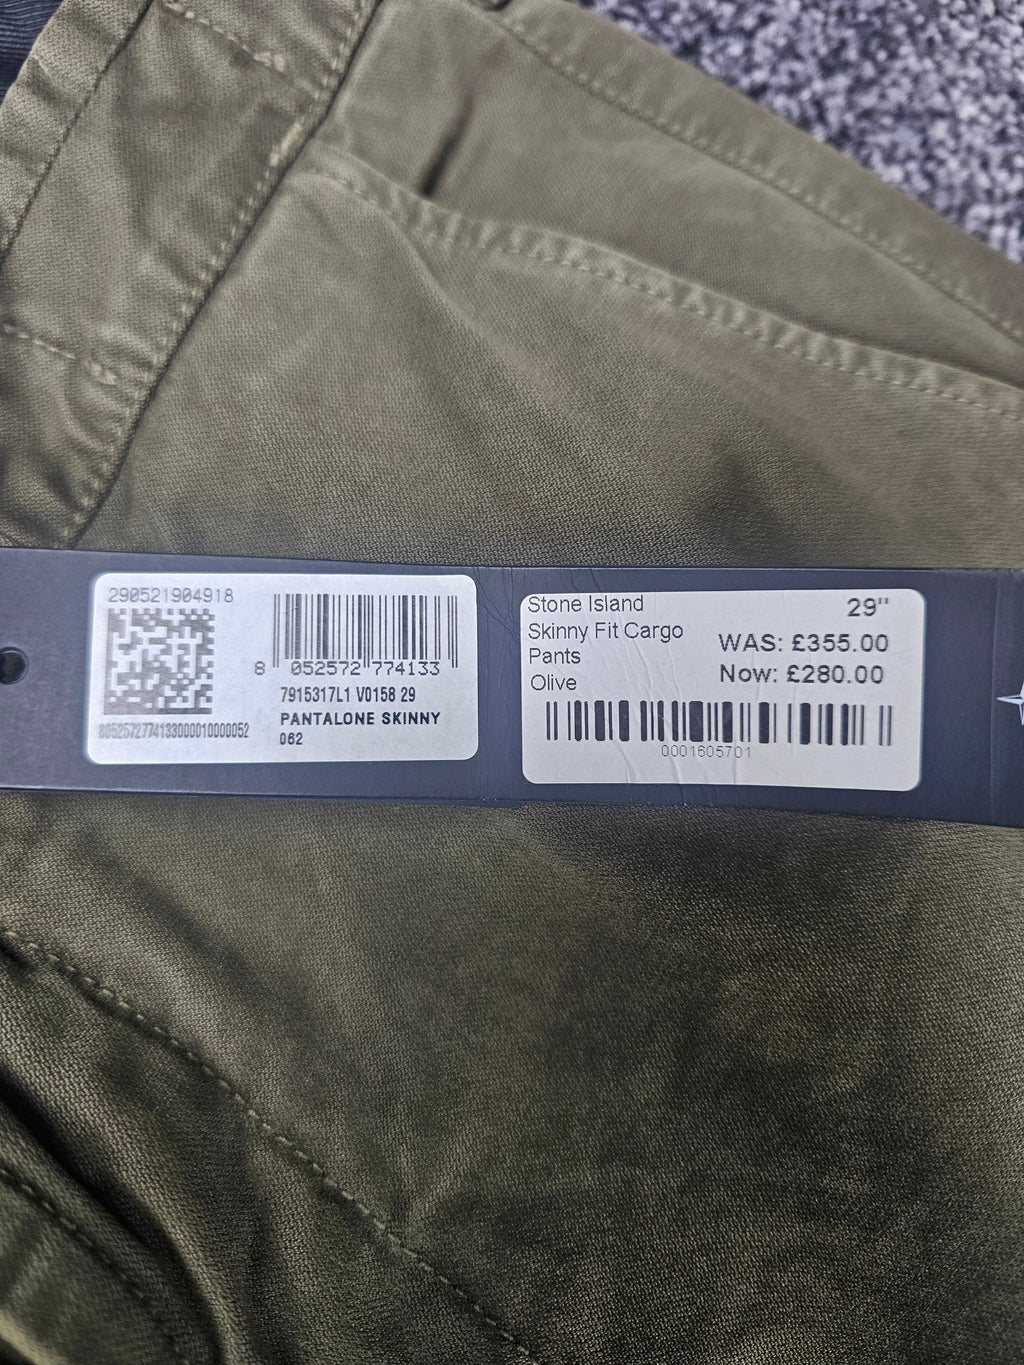 290521904918
8 052572 774133
7915317L1 V0158 29
PANTALONE SKINNY
062
8052572774133000010000052
Stone Island
Skinny Fit Cargo
Pants
Olive
29"
WAS: £355.00
Now: £280.00
0001605701